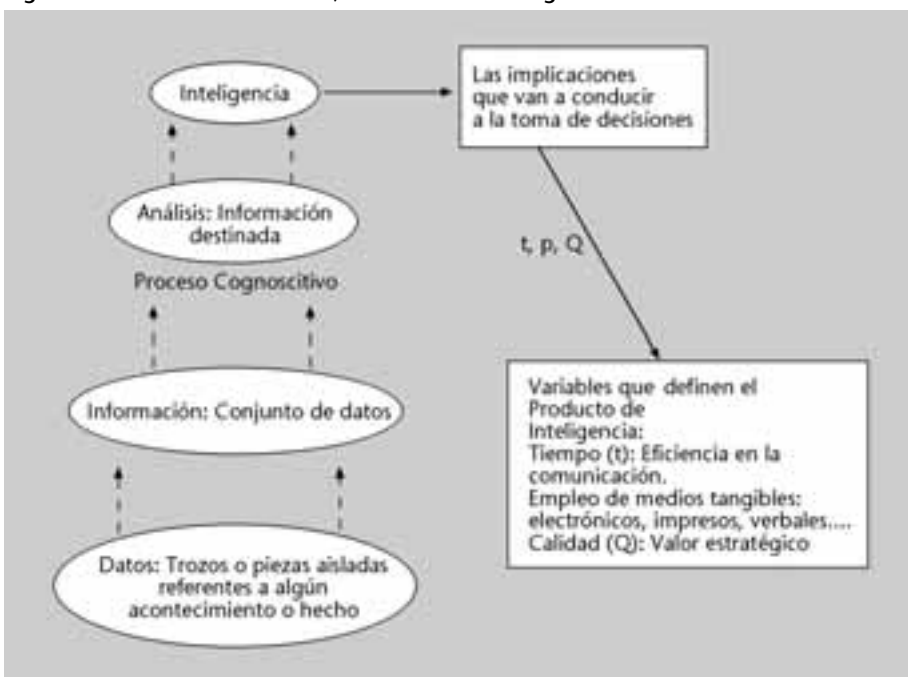 Inteligencia
Las implicaciones
que van a conducir
a la toma de decisiones
Análisis: Información
destinada
t, p, Q
Proceso Cognoscitivo
Información: Conjunto de datos
Variables que definen el
Producto de
Inteligencia:
Tiempo (t): Eficiencia en la
comunicación.
Empleo de medios tangibles:
electrónicos, impresos, verbales....
Calidad (Q): Valor estratégico
Datos: Trozos o piezas aisladas
referentes a algún
acontecimiento o hecho